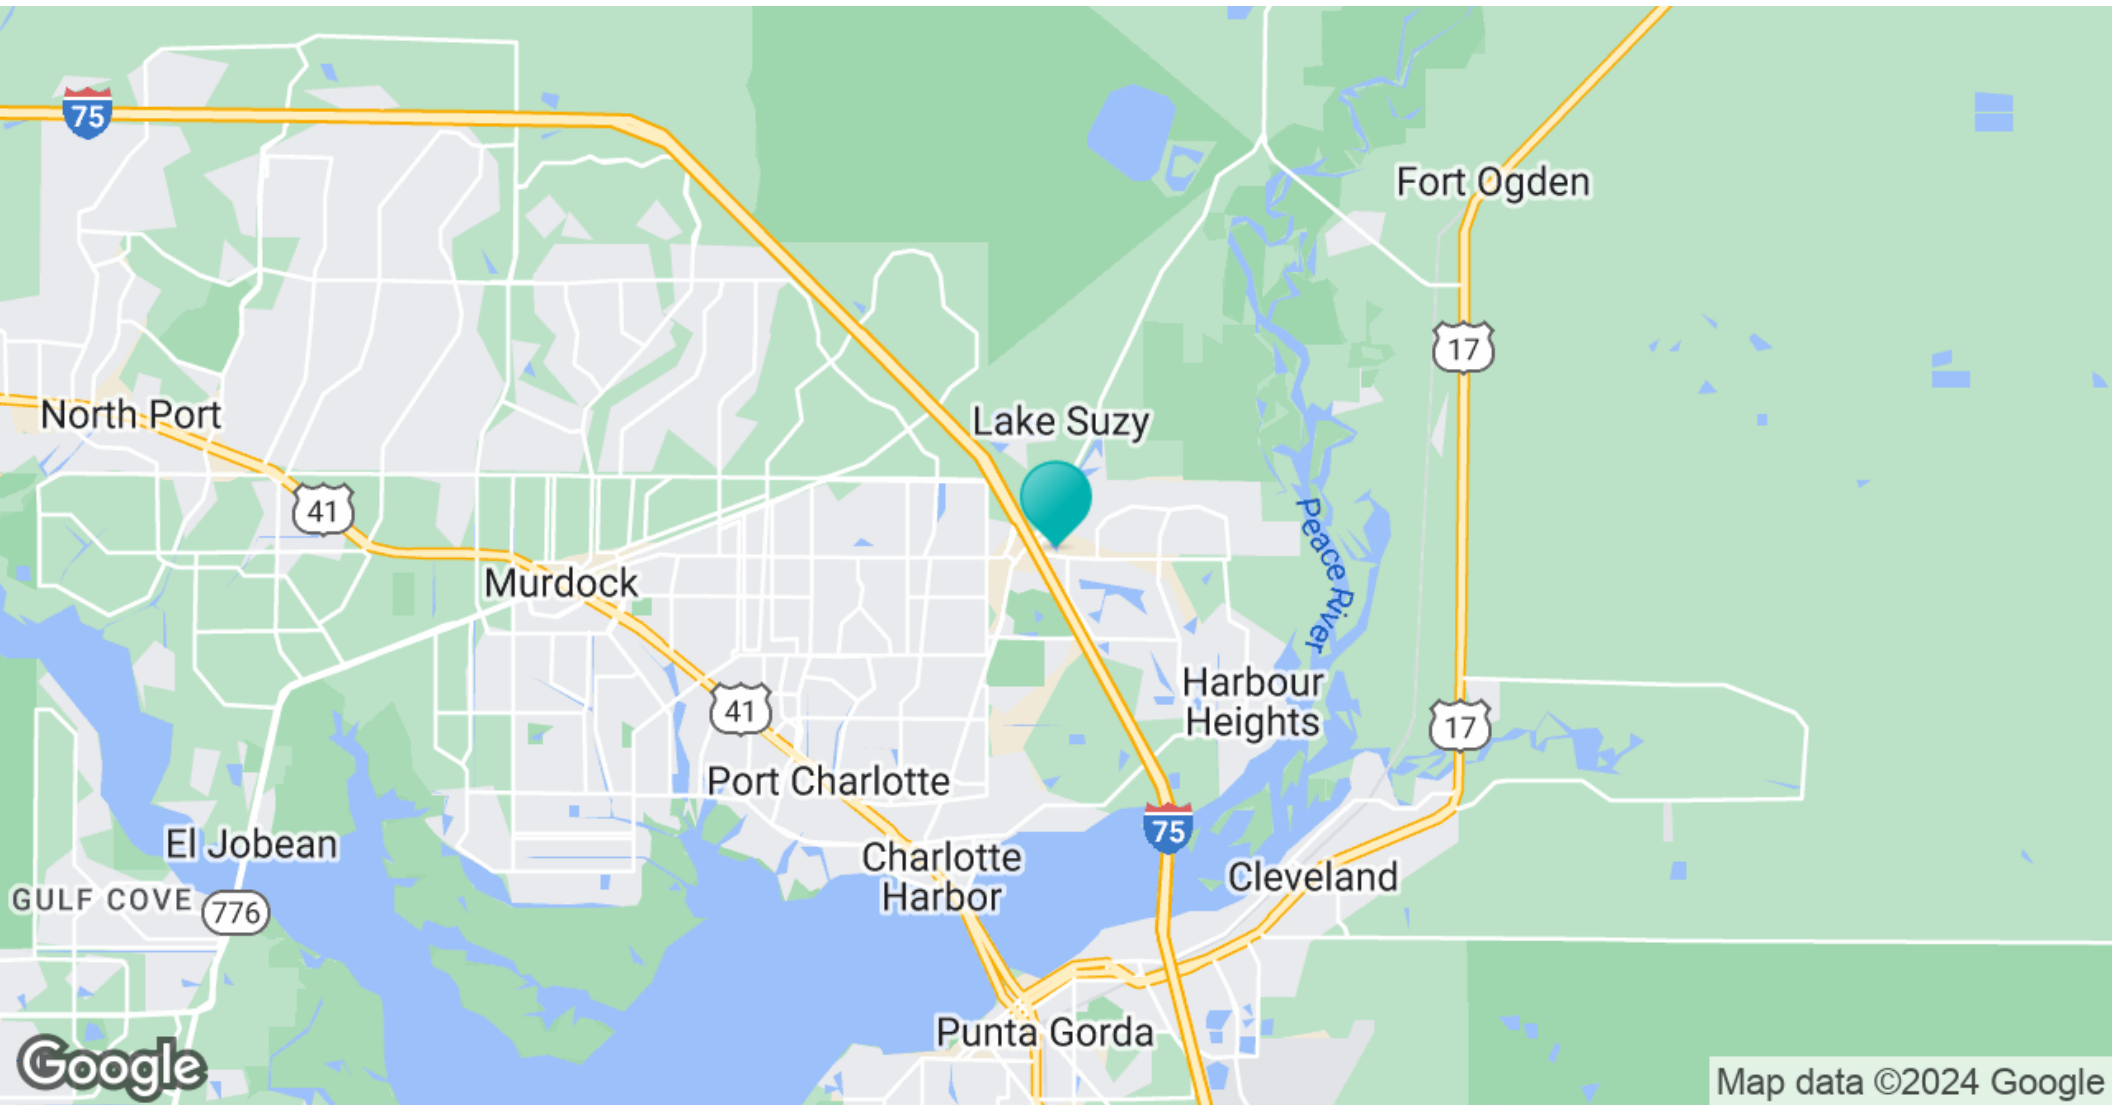 75
Fort Ogden
17
North Port
Lake Suzy
41
Peace River
Murdock
Harbour
Heights
41
17
Port Charlotte
75
El Jobean
Charlotte
Harbor
Cleveland
GULF COVE
776
Punta Gorda
Google
Map data ©2024 Google